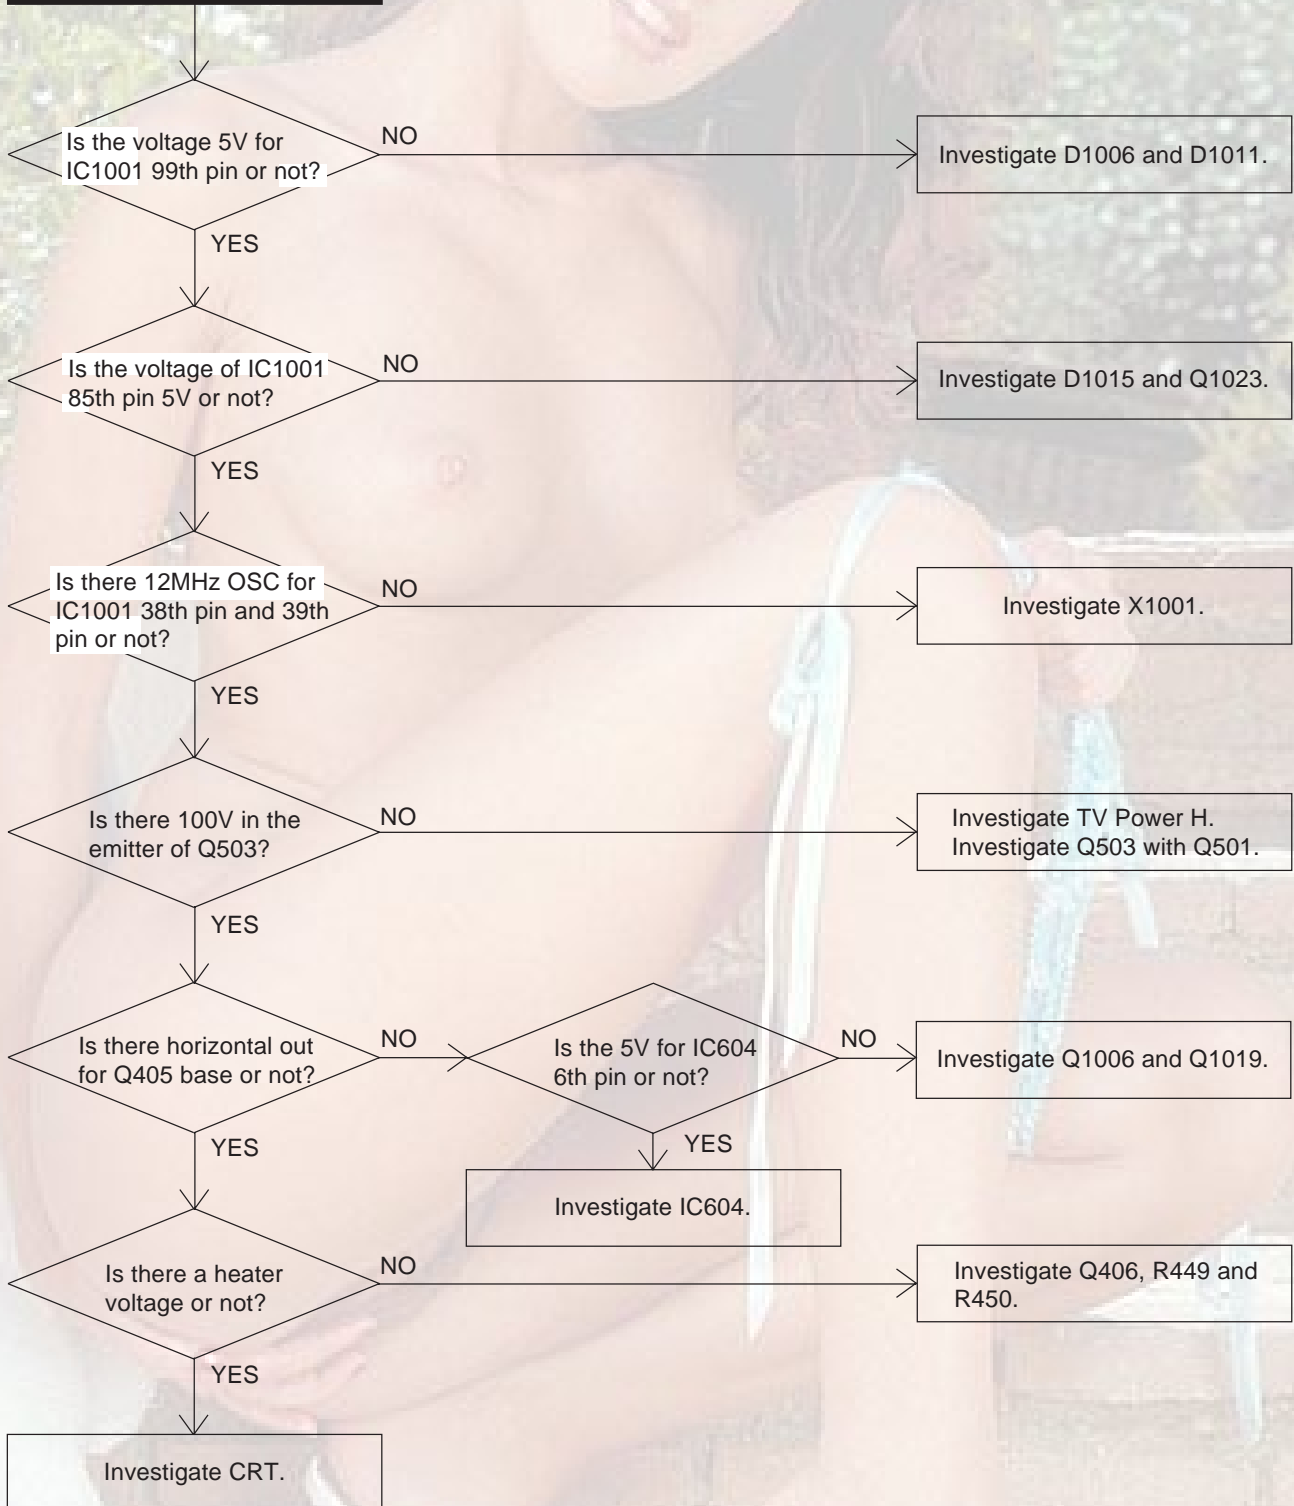 Is the voltage 5V for
IC1001 99th pin or not?
NO
Investigate D1006 and D1011.
YES
Is the voltage of IC1001
85th pin 5V or not?
NO
Investigate D1015 and Q1023.
YES
Is there 12MHz OSC for
IC1001 38th pin and 39th
pin or not?
NO
Investigate X1001.
YES
Is there 100V in the
emitter of Q503?
NO
Investigate TV Power H.
Investigate Q503 with Q501.
YES
Is there horizontal out
for Q405 base or not?
NO
Is the 5V for IC604
6th pin or not?
NO
Investigate Q1006 and Q1019.
YES
Investigate IC604.
YES
Is there a heater
voltage or not?
NO
Investigate Q406, R449 and
R450.
YES
Investigate CRT.